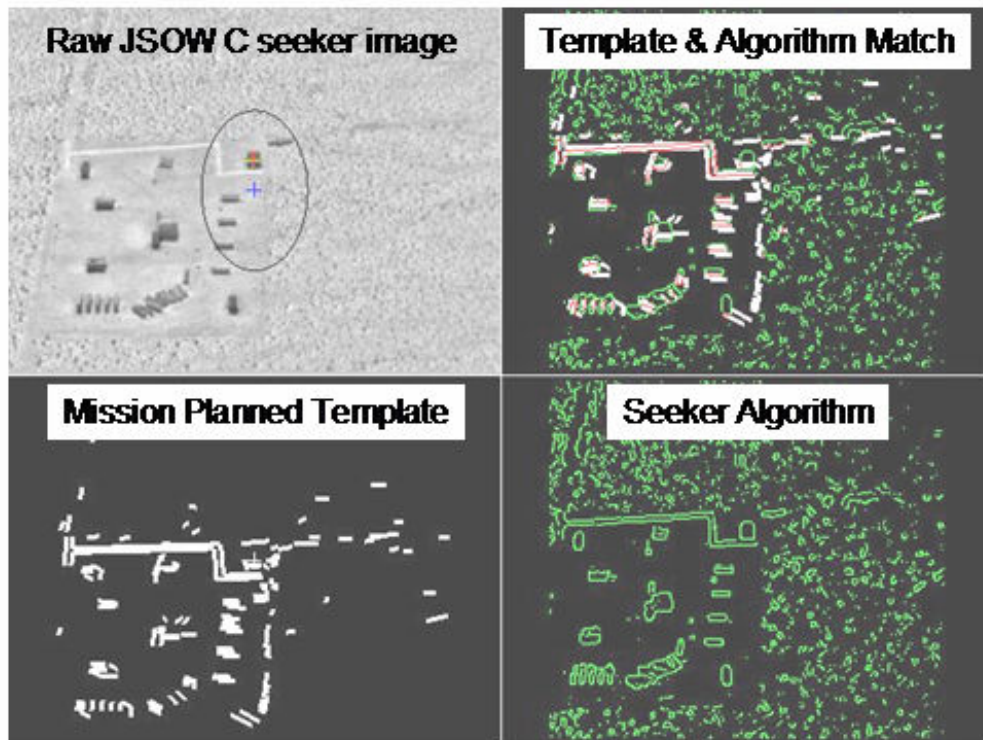 Raw JSOW C seeker image
Template & Algorithm Match
Mission Planned Template
Seeker Algorithm